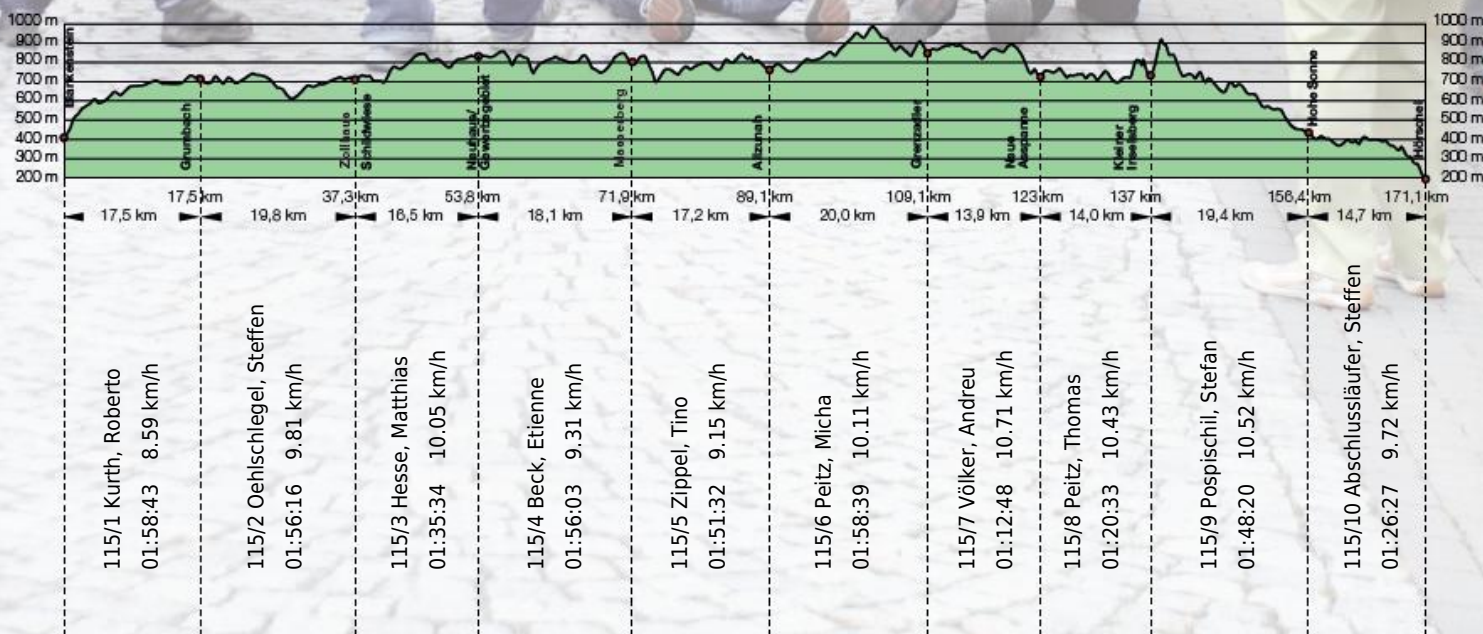 1000 m
900 m
800 m
700 m
600 m
500 m
400 m
300 m
200 m
1000 m
900 m
800 m
700 m
600 m
500 m
400 m
300 m
200 m
Blankenstein
Grumbach
Zollhaus
Schildwiese
Neuhaus/
Masserberg
Allzunah
Grenzadler
Neue
Ausspanne
Kleiner
Inselsberg
Hohe Sonne
Hörschel
17,5 km
37,3 km
53,8 km
71,9 km
89,1 km
109,1 km
123 km
137 km
156,4 km
171,1 km
17,5 km
19,8 km
16,5 km
18,1 km
17,2 km
20,0 km
13,9 km
14,0 km
19,4 km
14,7 km
115/1 Kurth, Roberto
01:58:43 8.59 km/h
115/2 Oehlschlegel, Steffen
01:56:16 9.81 km/h
115/3 Hesse, Matthias
01:35:34 10.05 km/h
115/4 Beck, Etienne
01:56:03 9.31 km/h
115/5 Zippel, Tino
01:51:32 9.15 km/h
115/6 Peitz, Micha
01:58:39 10.11 km/h
115/7 Völker, Andreu
01:12:48 10.71 km/h
115/8 Peitz, Thomas
01:20:33 10.43 km/h
115/9 Pospischil, Stefan
01:48:20 10.52 km/h
115/10 Abschlussläufer, Steffen
01:26:27 9.72 km/h